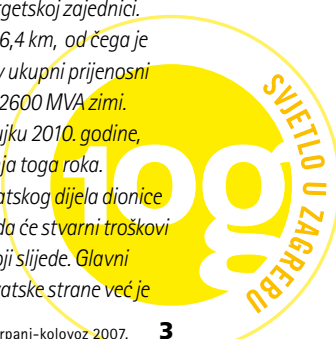 rgetskoj zajednici.
6,4 km, od čega je
v ukupni prijenosni
2600 MVA zimi.
ujku 2010. godine,
nja toga roka.
atskog dijela dionice
da će stvarni troškovi
oji slijede. Glavni
vatske strane već je
rpanj-kolovoz 2007. 3
100g
SVJETLO U ZAGREBU